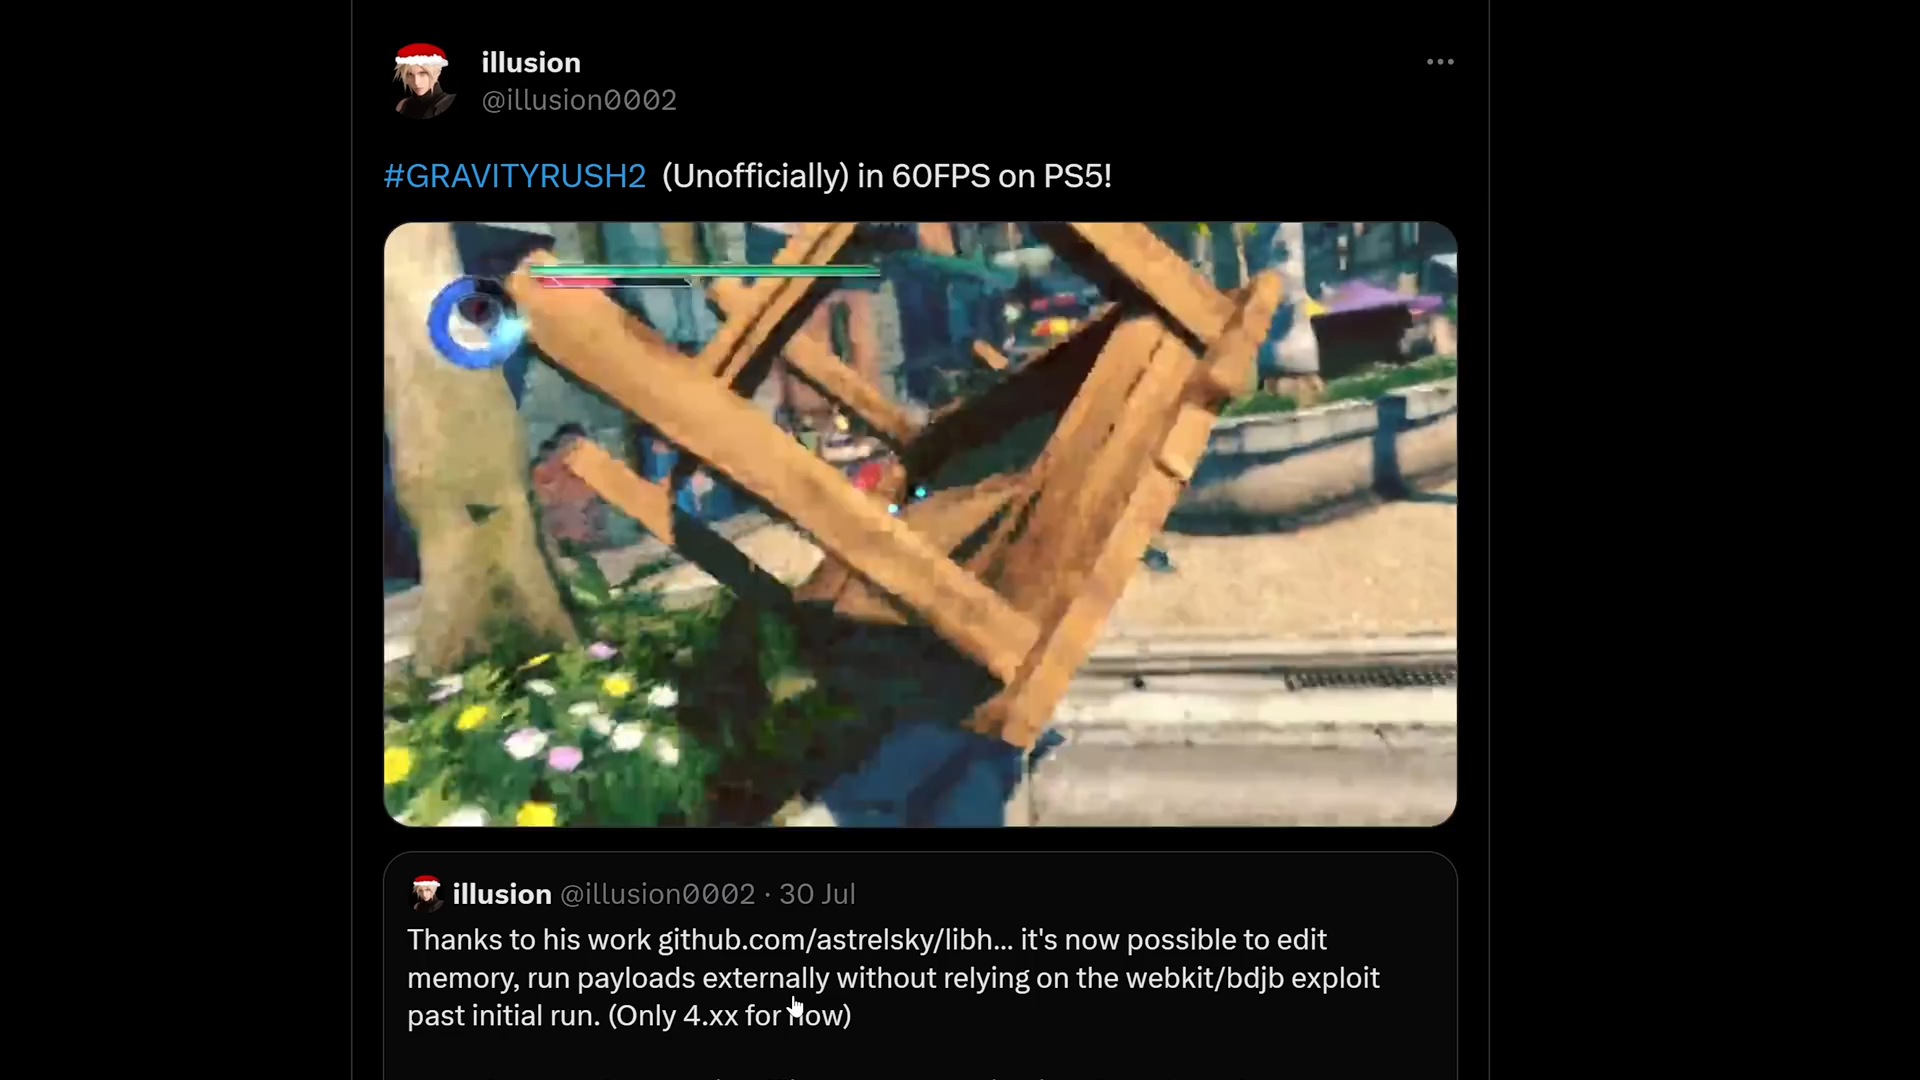 illusion
@illusion0002
#GRAVITYRUSH2 (Unofficially) in 60FPS on PS5!
illusion @illusion0002 · 30 Jul
Thanks to his work github.com/astrelsky/libh... it's now possible to edit
memory, run payloads externally without relying on the webkit/bdjb exploit
past initial run. (Only 4.xx for now)